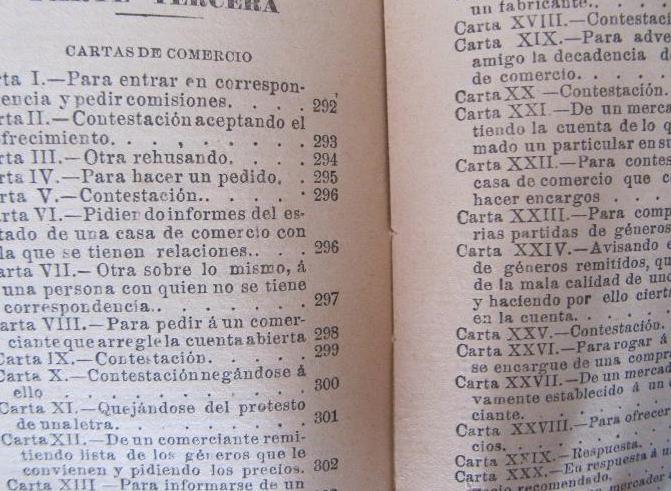 PARTE TERCERA
CARTAS DE COMERCIO
rta I.—Para entrar en correspon-
encia y pedir comisiones. . . . . 292
rta II.—Contestación aceptando el
ofrecimiento. . . , . . . . . 293
rta III.—Otra rehusando. . . . . 294
rta IV.—Para hacer un pedido. . 295
arta V.—Contestación.. . . . . 296
arta VI.—Pidiendo informes del es-
tado de una casa de comercio con
la que se tienen relaciones.. . . 296
arta VII.—Otra sobre lo mismo, á
una persona con quien no se tiene
correspondencia.. . . . . . . 297
arta VIII.—Para pedir á un comer-
ciante que arregle la cuenta abierta 298
Carta IX.—Contestación. . . . . 299
Carta X.—Contestación negándose á
ello . . . . . . . . . 300
Carta XI.—Quejándose del protesto
de una letra. . . . . . . . 301
Carta XII.—De un comerciante remi-
tiendo lista de los géneros que le
convienen y pidiendo los precios. 302
Carta XIII—Para informarse de un
un fabricante. .
Carta XVIII.—Contestaci
Carta XIX.—Para adve
amigo la decadencia d
de comercio. . . .
Carta XX—Contestación.
Carta XXI.—De un merca
tiendo la cuenta de lo q
mado un particular en su
Carta XXII.—Para contes
casa de comercio que c
hacer encargos . . .
Carta XXIII.—Para comp
rias partidas de géneros
Carta XXIV.—Avisando e
de géneros remitidos, qu
de la mala calidad de uno
y haciendo por ello ciert
en la cuenta. . . . .
Carta XXV.—Contestación.
Carta XXVI.—Para rogar á
se encargue de una compr
Carta XXVII.—De un mercad
vamente establecido á un
ciante. . . . . . .
Carta XXVIII.—Para ofrecer
cios. . . . . . . .
Carta XXIX.—Respuesta.
Carta XXX.—En respuesta á u
recomendado. . . .
mercader